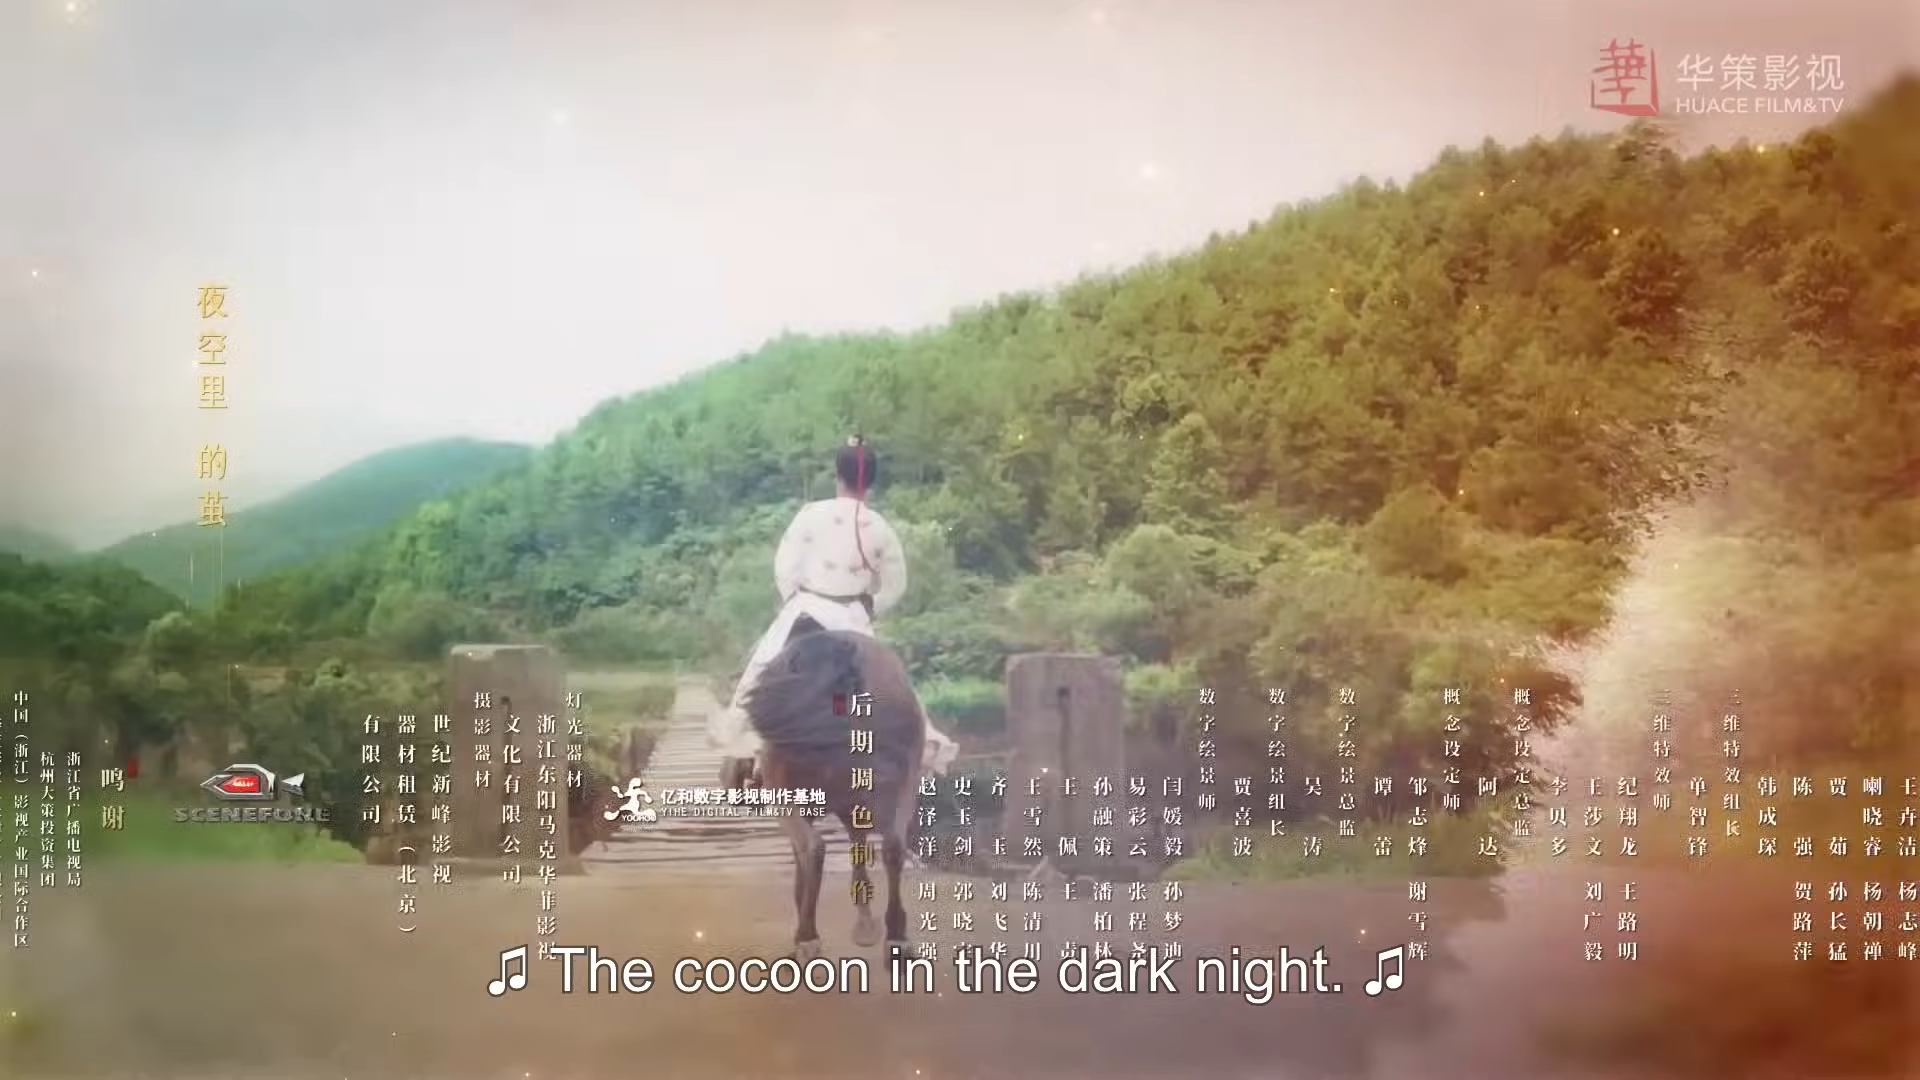 华策影视
HUACE FILM&TV
夜空里 的茧
王卉洁 杨志峰
喇晓睿 杨朝禅
贾茹 孙长猛
陈强 贺路萍
韩成琛
三维特效组长
单智锋
三维特效师
纪翔龙 王路明
王莎文 刘广毅
李贝多
概念设定总监
阿达
概念设定师
邹志烽 谢雪辉
谭蕾
数字绘景总监
吴涛
数字绘景组长
贾喜波
数字绘景师
闫媛毅 孙梦迪
易彩云 张程尧
孙融策 潘柏林
王佩 王贵
王雪然 陈清川
齐玉 刘飞华
史玉剑 郭晓宇
赵泽洋 周光强
后期调色制作
亿和数字影视制作基地
YIHE DIGITAL FILM&TV BASE
YOOHOO
灯光器材
浙江东阳马克华菲影视
文化有限公司
摄影器材
世纪新峰影视
器材租赁（北京）
有限公司
SCENEFONE
鸣谢
浙江省广播电视局
杭州大策投资集团
中国（浙江）影视产业国际合作区
♫ The cocoon in the dark night. ♫